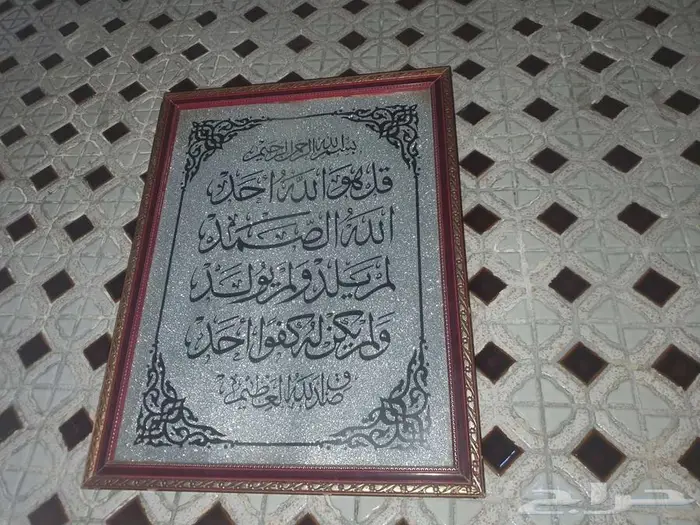 بسم الله الرحمن الرحيم
قل هو الله احد
الله الصمد
لم يلد ولم يولد
ولم يكن له كفوا احد
صدق الله العظيم
حراج